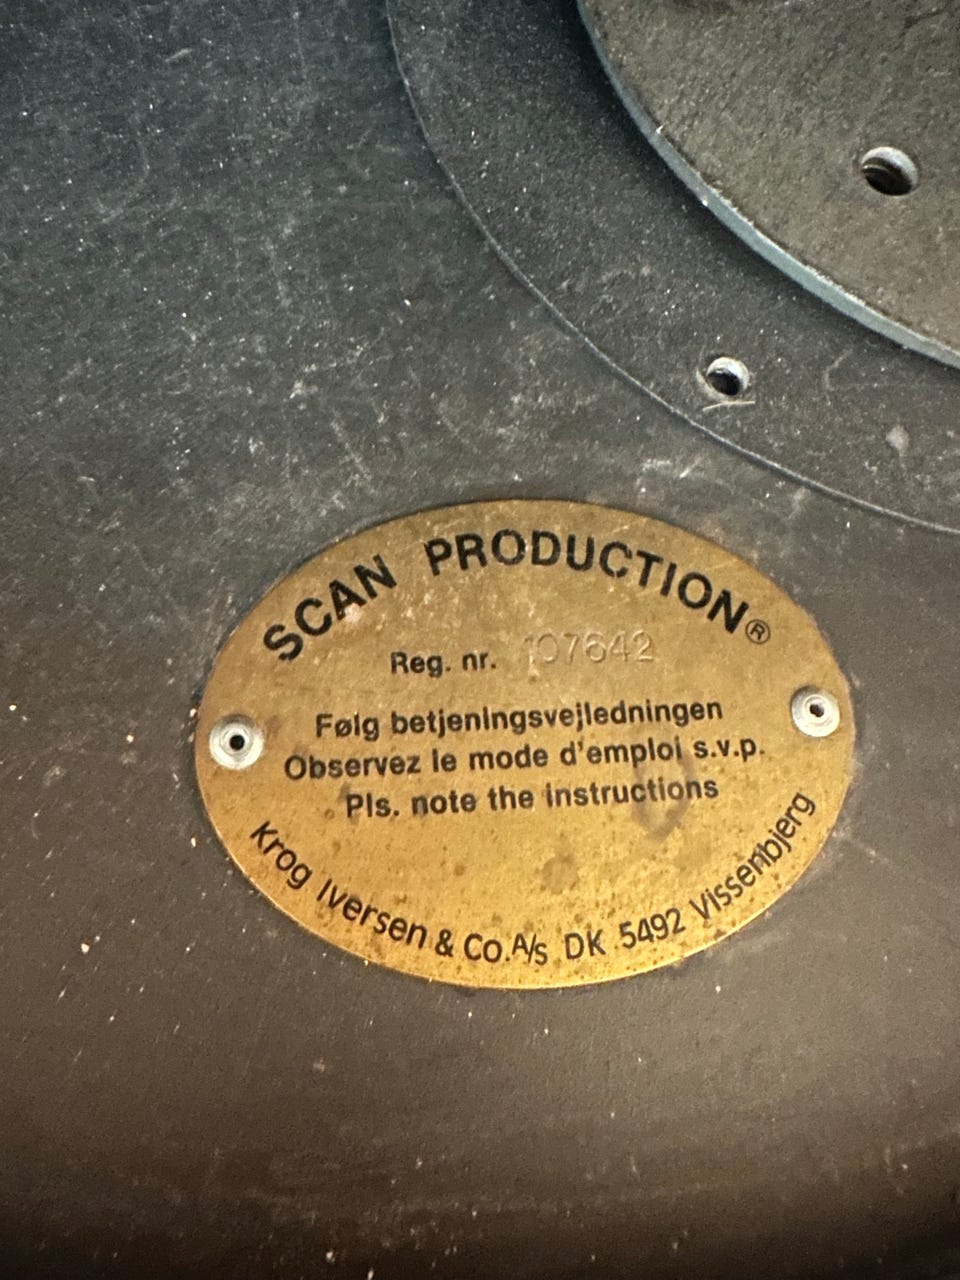 SCAN PRODUCTION®
Reg. nr. 107642
Følg betjeningsvejledningen
Observez le mode d'emploi s.v.p.
Pls. note the instructions
Krog Iversen & Co. A/s DK 5492 Vissenbjerg